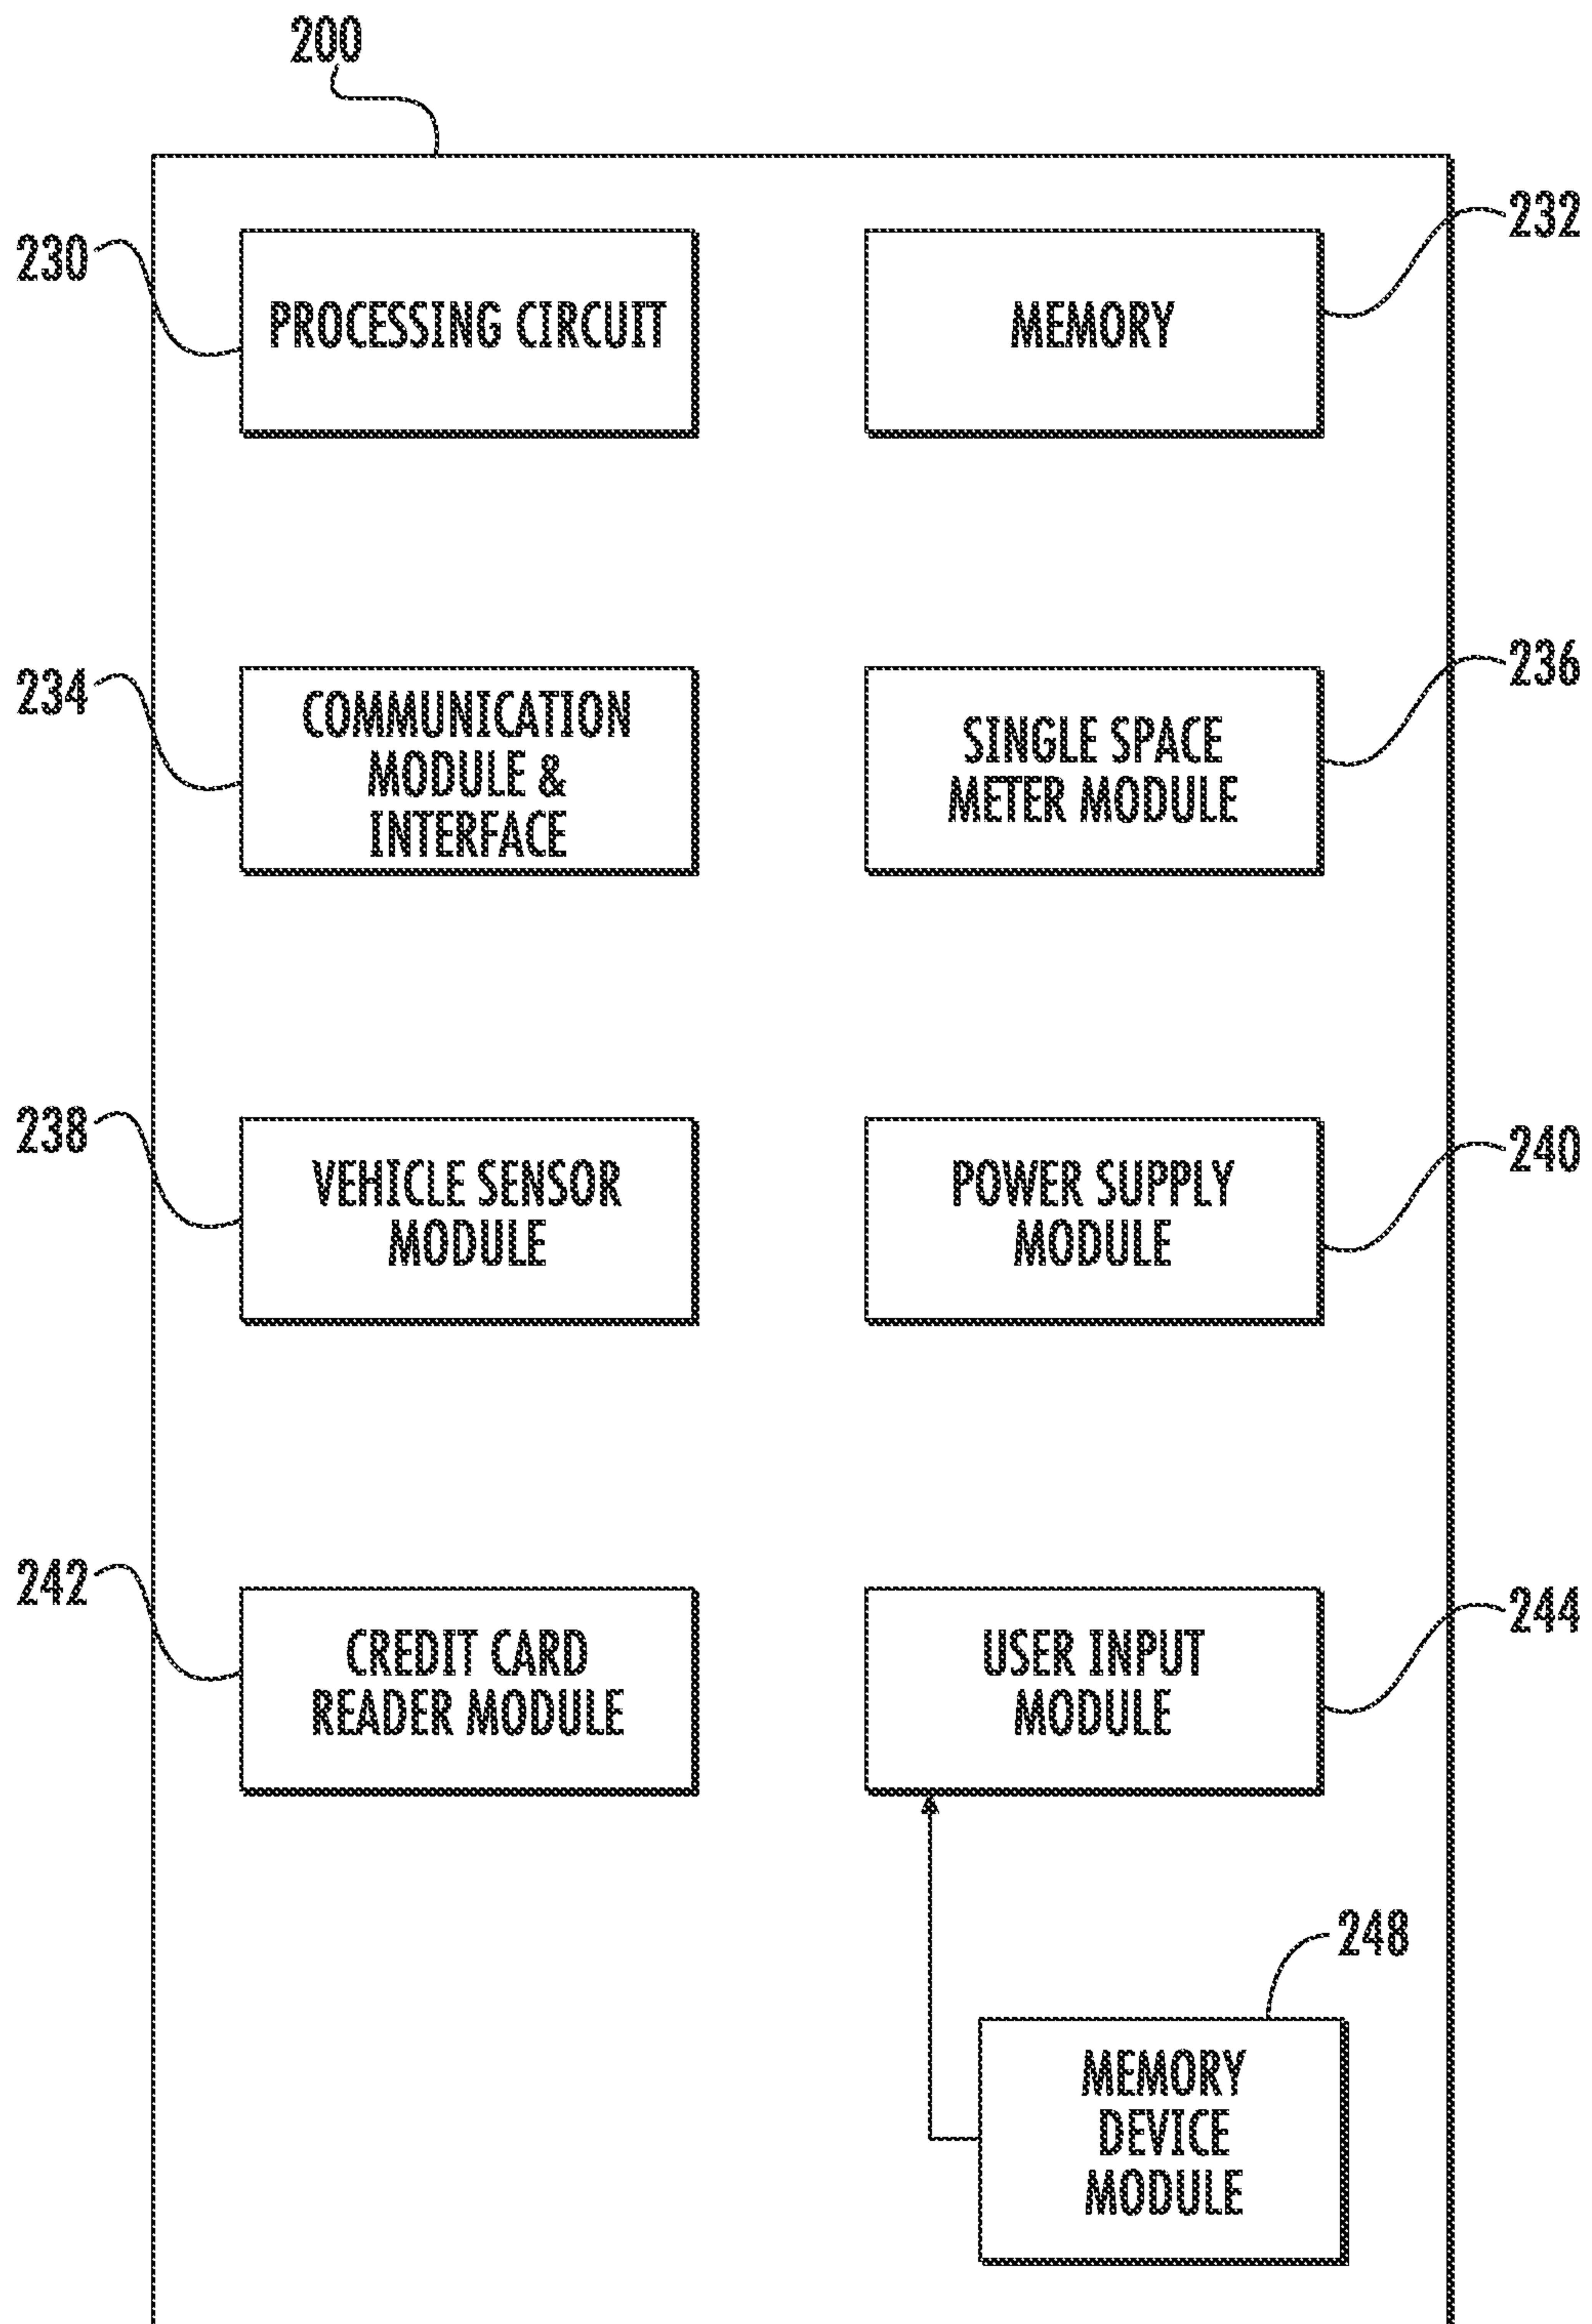 200
230
PROCESSING CIRCUIT
MEMORY
232
234
COMMUNICATION
MODULE &
INTERFACE
SINGLE SPACE
METER MODULE
236
238
VEHICLE SENSOR
MODULE
POWER SUPPLY
MODULE
240
242
CREDIT CARD
READER MODULE
USER INPUT
MODULE
244
248
MEMORY
DEVICE
MODULE